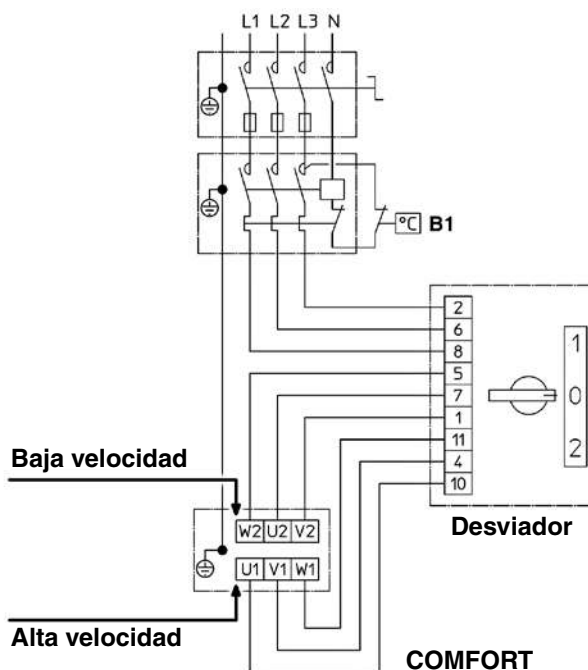 L1 L2 L3 N
°C B1
2
6
8
5
7
1
11
4
10
1
0
2
Desviador
Baja velocidad
W2 U2 V2
U1 V1 W1
Alta velocidad
COMFORT